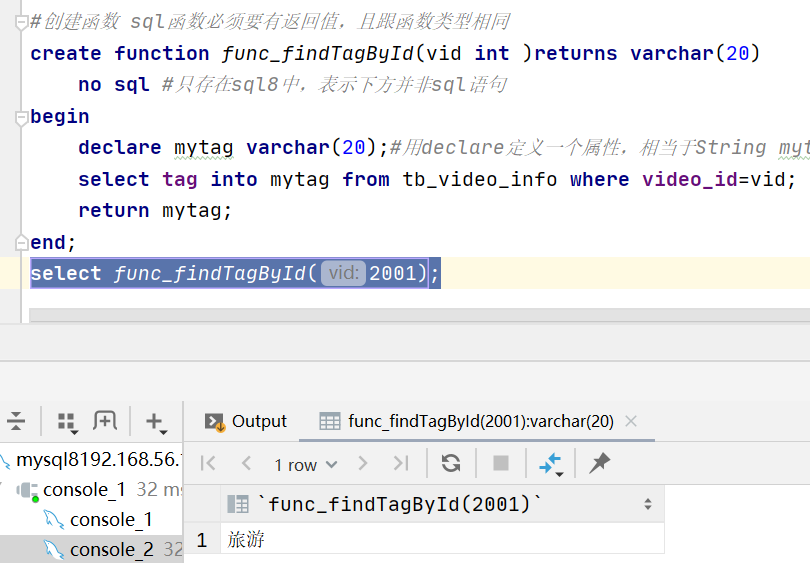 #创建函数 sql函数必须要有返回值，且跟函数类型相同
create function func_findTagById(vid int )returns varchar(20)
no sql #只存在sql8中，表示下方并非sql语句
begin
declare mytag varchar(20);#用declare定义一个属性，相当于String myt
select tag into mytag from tb_video_info where video_id=vid;
return mytag;
end;
select func_findTagById( vid: 2001);
Output func_findTagById(2001):varchar(20)
1 row
mysql8192.168.56.
console_1 32 ms
console_1
console_2 32
`func_findTagById(2001)`
1 旅游